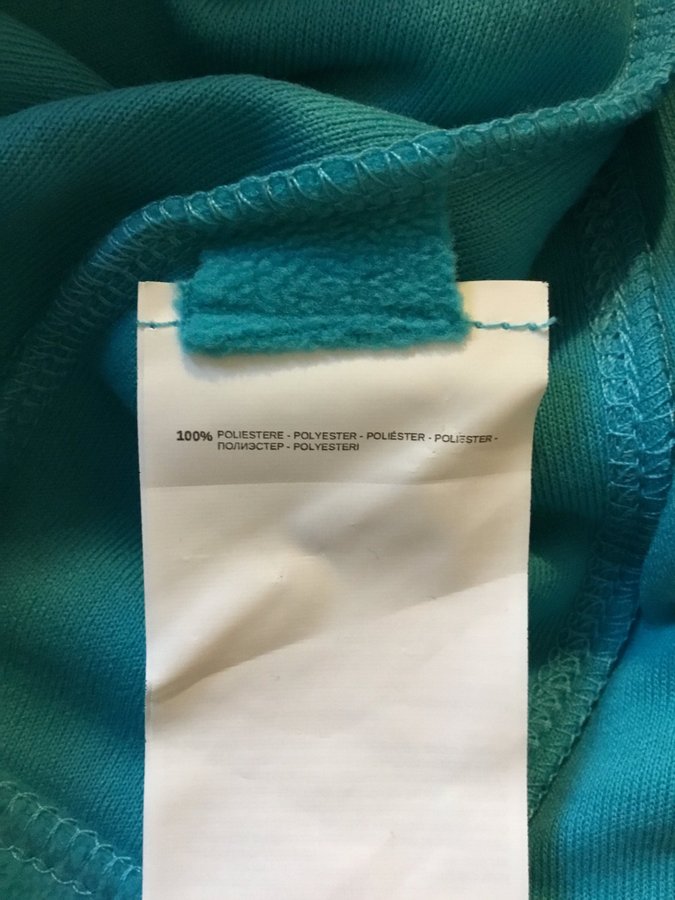 100% POLIESTERE - POLYESTER - POLIÉSTER - POLIESTER -
ПОЛИЭСТЕР - POLYESTERI